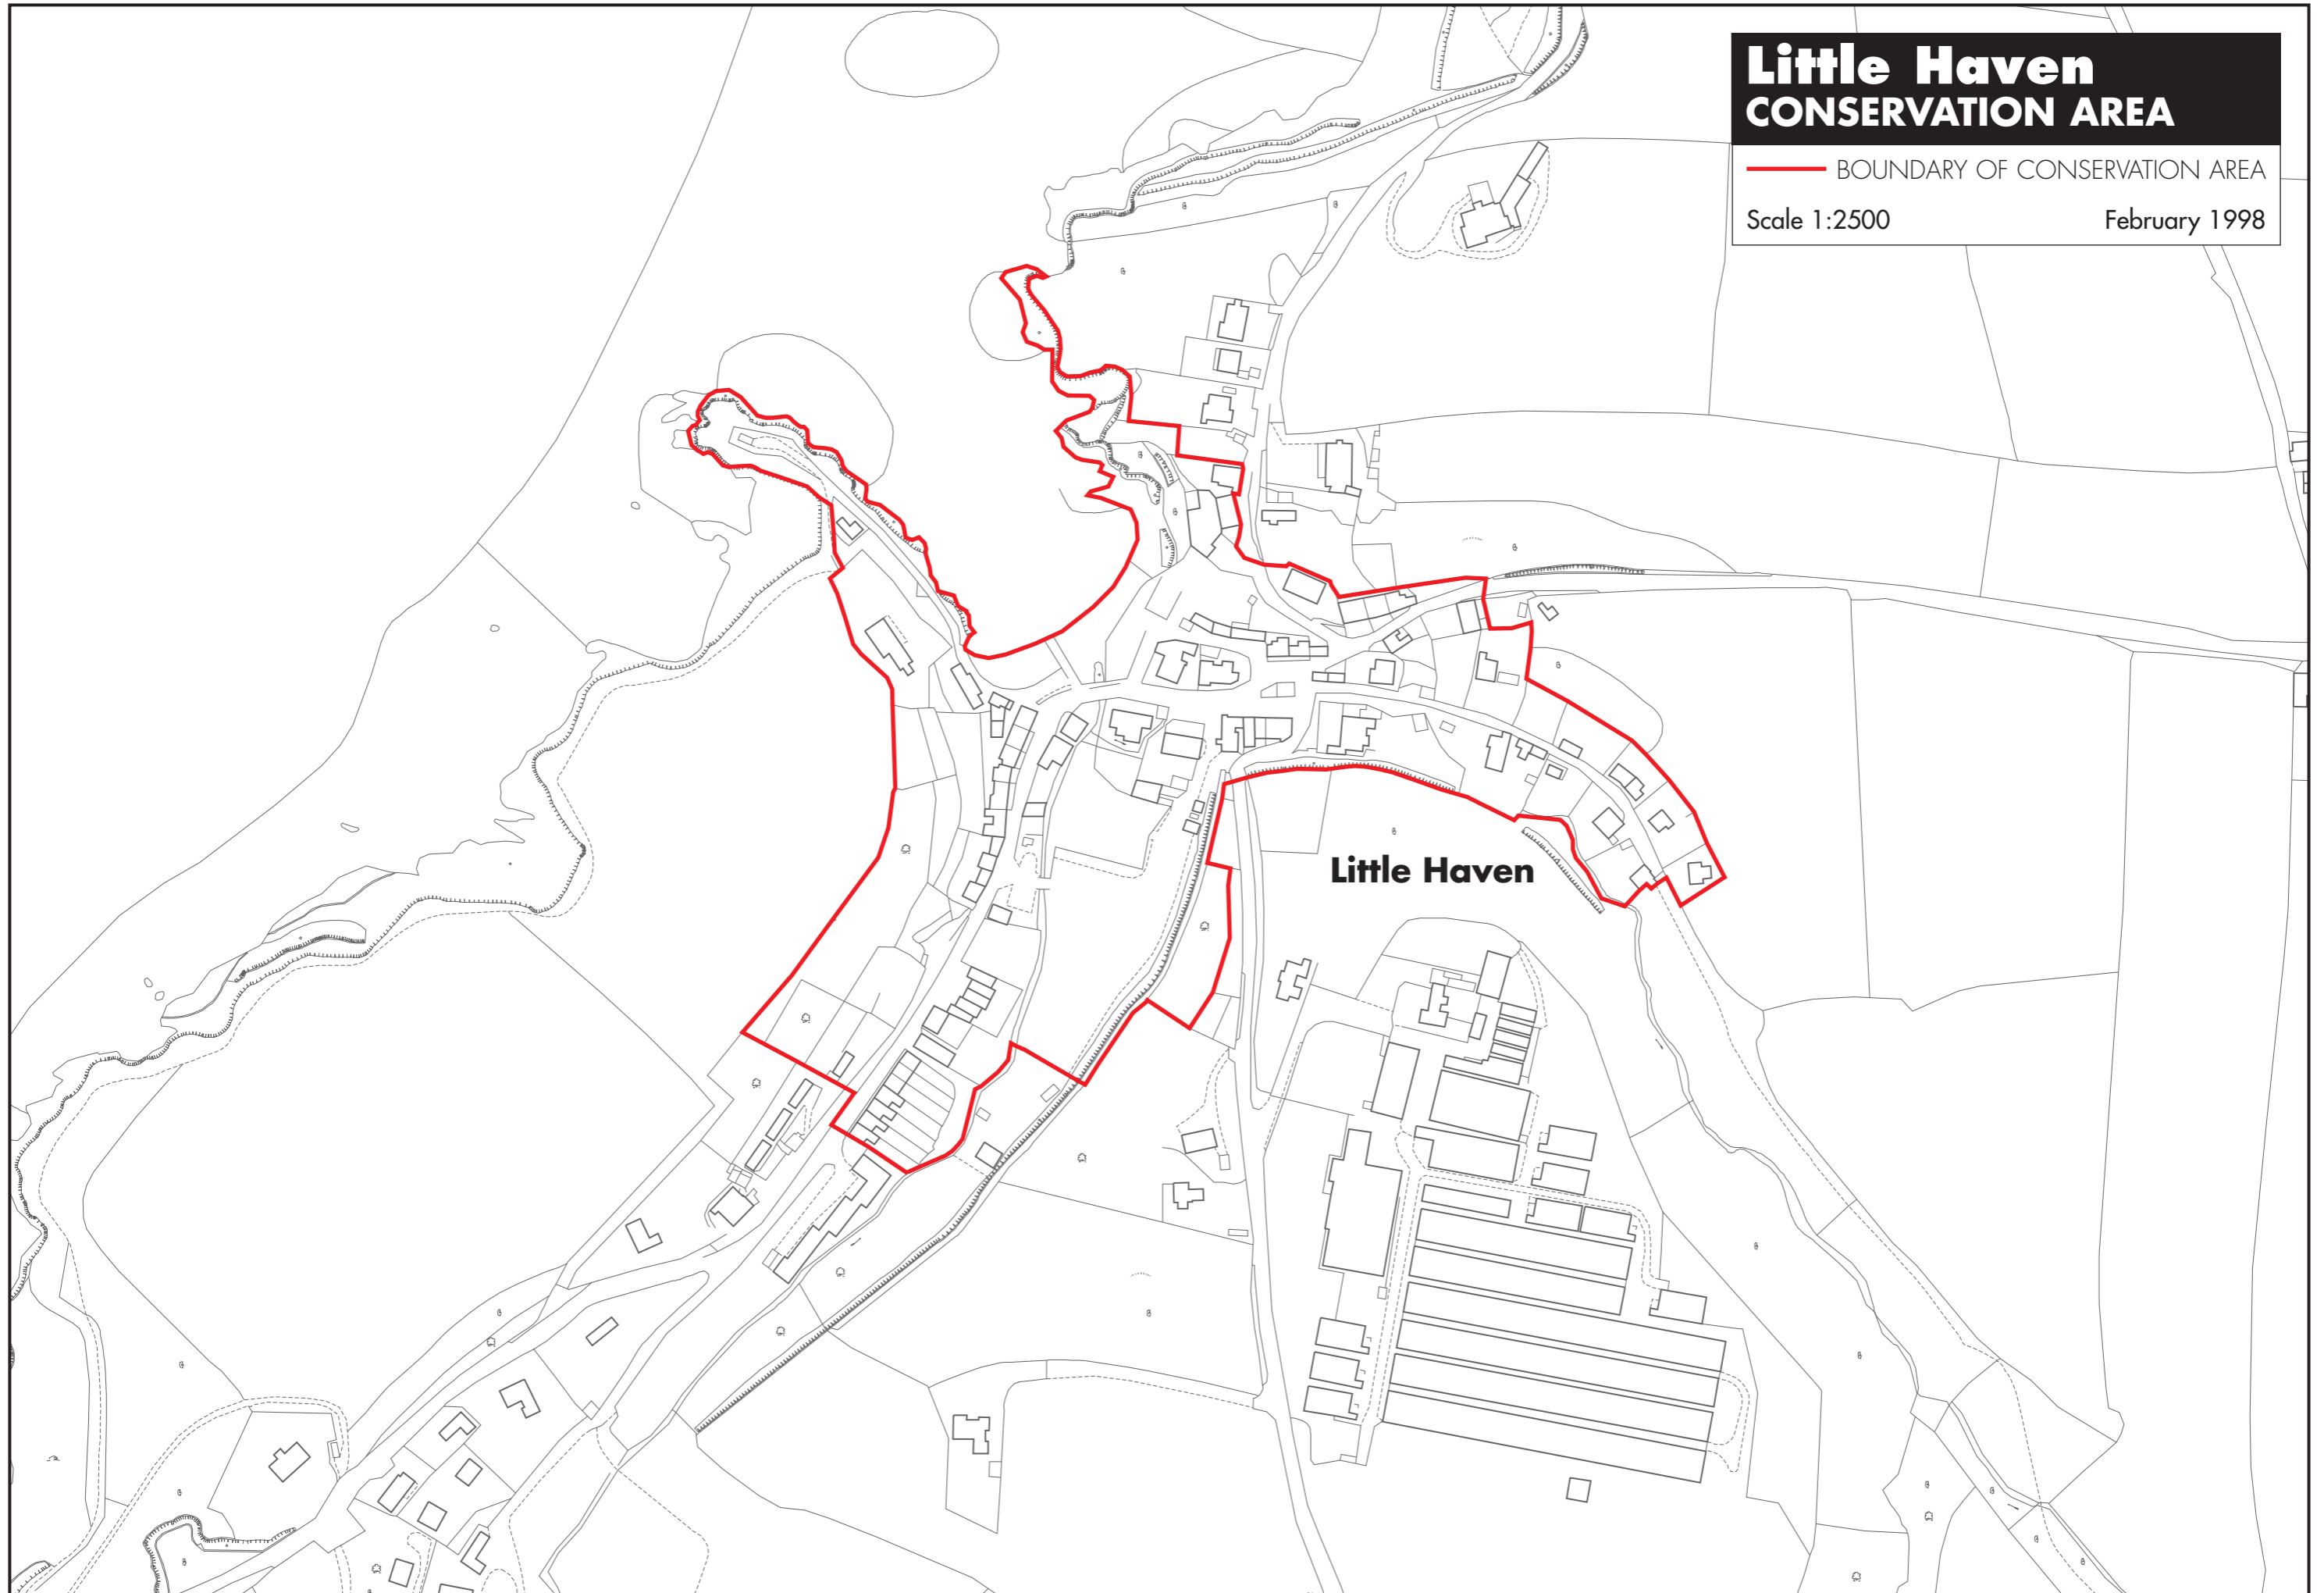 Little Haven
CONSERVATION AREA
BOUNDARY OF CONSERVATION AREA
Scale 1:2500 February 1998
Little Haven